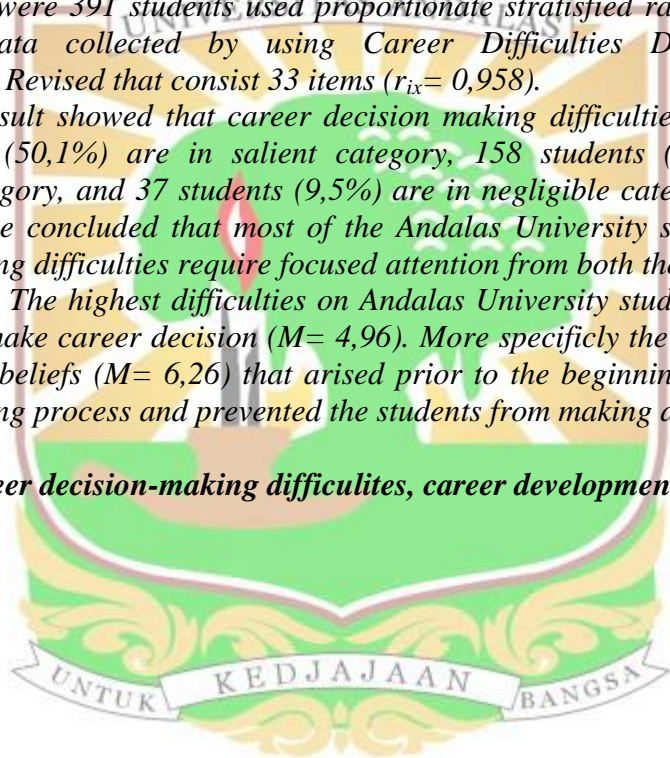 were 391 students used proportionate stratisfied ra
ata collected by using Career Difficulties D
Revised that consist 33 items (rix= 0,958).
sult showed that career decision making difficultie
(50,1%) are in salient category, 158 students (
gory, and 37 students (9,5%) are in negligible cate
e concluded that most of the Andalas University s
ng difficulties require focused attention from both the
The highest difficulties on Andalas University stud
ake career decision (M= 4,96). More specificly the
beliefs (M= 6,26) that arised prior to the beginnin
ng process and prevented the students from making a
eer decision-making difficulites, career developmen
UNTUK KEDJAJAAN BANGSA